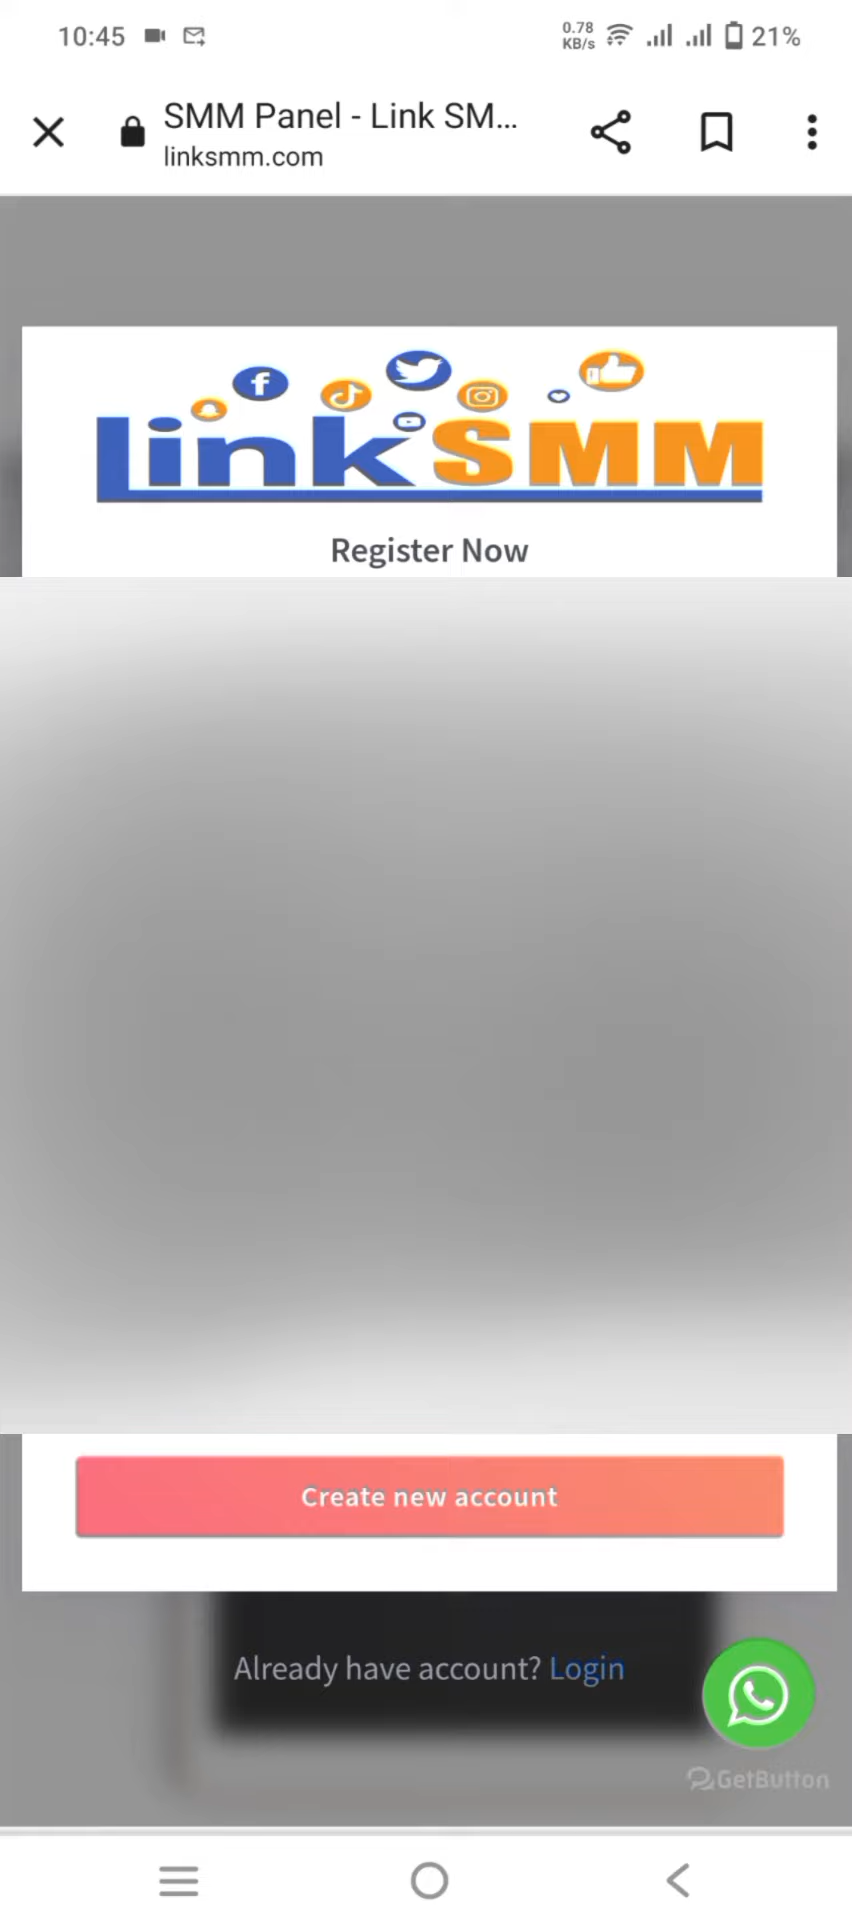 10:45
0.78
KB/s
21%
SMM Panel - Link SM...
linksmm.com
LinkSMM
Register Now
Create new account
Already have account? Login
GetButton